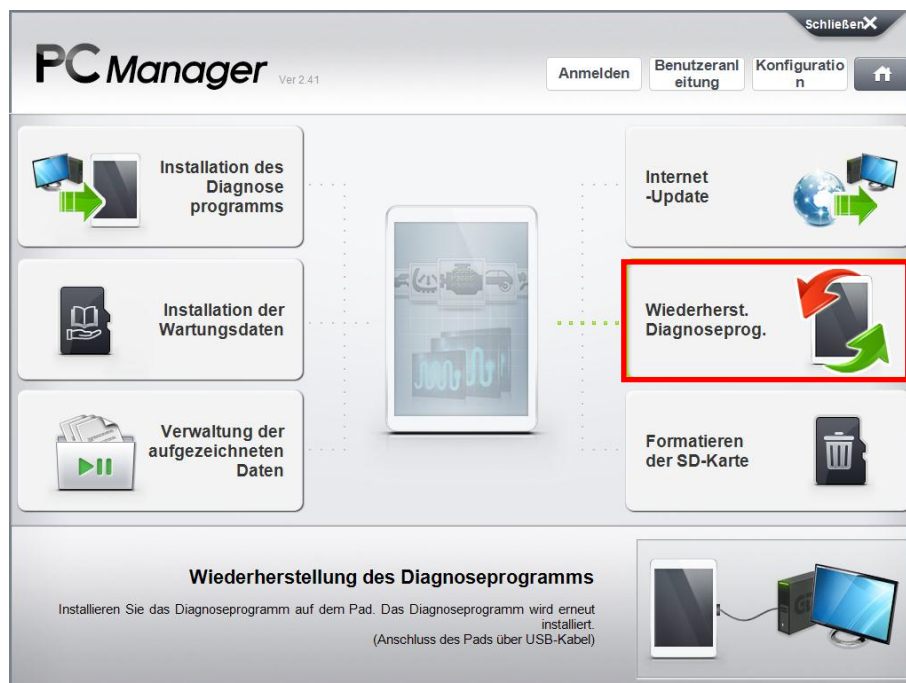 Schließen X
PC Manager Ver 2.41
Anmelden
Benutzeranl
eitung
Konfiguratio
n
Installation des
Diagnose
programms
Internet
-Update
Installation der
Wartungsdaten
Wiederherst.
Diagnoseprog.
Verwaltung der
aufgezeichneten
Daten
Formatieren
der SD-Karte
Wiederherstellung des Diagnoseprogramms
Installieren Sie das Diagnoseprogramm auf dem Pad. Das Diagnoseprogramm wird erneut
installiert.
(Anschluss des Pads über USB-Kabel)